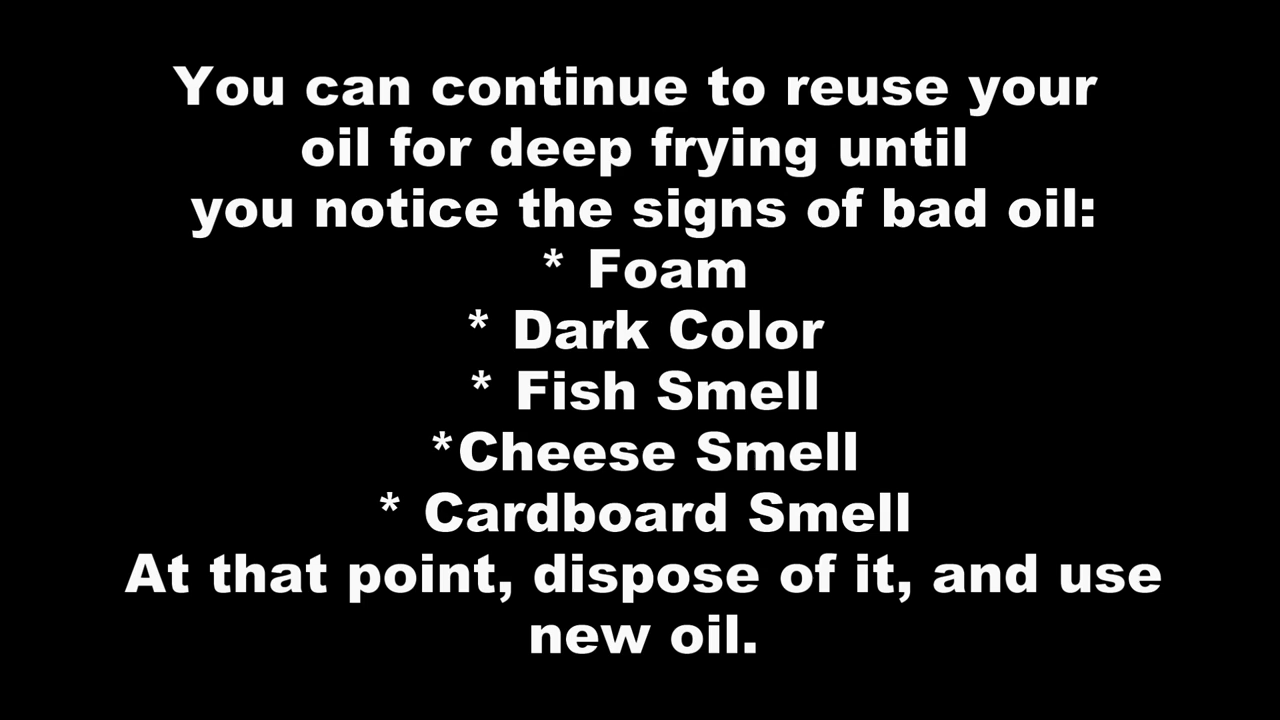 You can continue to reuse your
oil for deep frying until
you notice the signs of bad oil:
* Foam
* Dark Color
* Fish Smell
*Cheese Smell
* Cardboard Smell
At that point, dispose of it, and use
new oil.